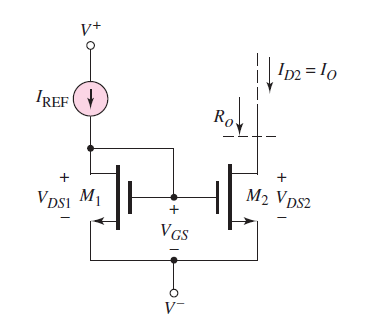 V+
I_D2 = I_O
I_REF
R_o
+
V_DS1
−
M_1
+
V_GS
−
M_2
+
V_DS2
−
V−